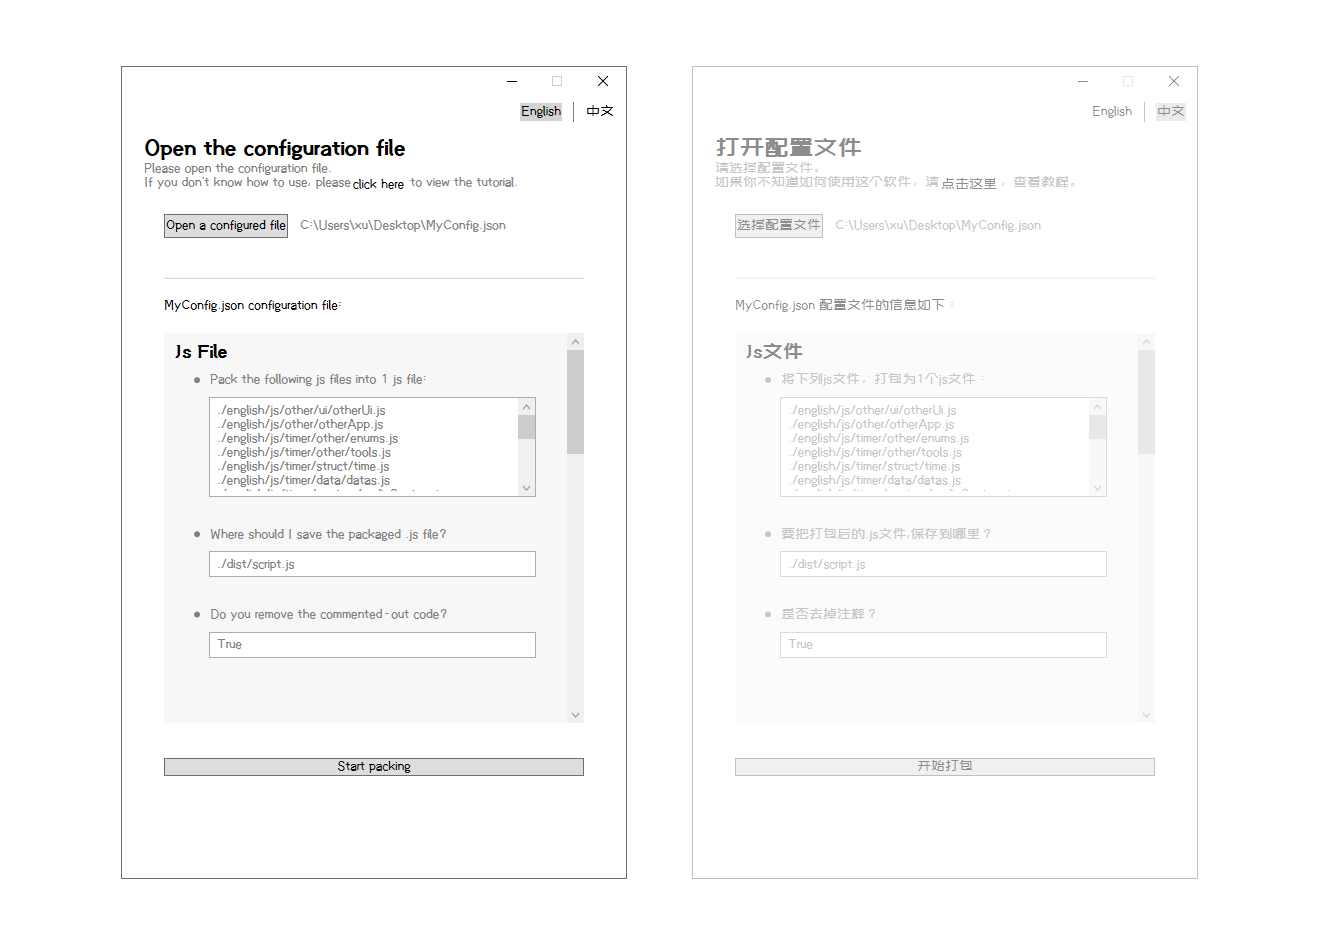 English
中文
Open the configuration file
Please open the configuration file.
If you don't know how to use, please click here to view the tutorial.
Open a configured file
C:\Users\xu\Desktop\MyConfig.json
MyConfig.json configuration file:
Js File
Pack the following js files into 1 js file:
./english/js/other/ui/otherUi.js
./english/js/other/otherApp.js
./english/js/timer/other/enums.js
./english/js/timer/other/tools.js
./english/js/timer/struct/time.js
./english/js/timer/data/datas.js
Where should I save the packaged .js file?
./dist/script.js
Do you remove the commented-out code?
True
Start packing
English
中文
打开配置文件
请选择配置文件。
如果你不知道如何使用这个软件，请 点击这里 ，查看教程。
选择配置文件
C:\Users\xu\Desktop\MyConfig.json
MyConfig.json 配置文件的信息如下：
Js文件
将下列js文件，打包为1个js文件：
./english/js/other/ui/otherUi.js
./english/js/other/otherApp.js
./english/js/timer/other/enums.js
./english/js/timer/other/tools.js
./english/js/timer/struct/time.js
./english/js/timer/data/datas.js
要把打包后的.js文件,保存到哪里？
./dist/script.js
是否去掉注释？
True
开始打包